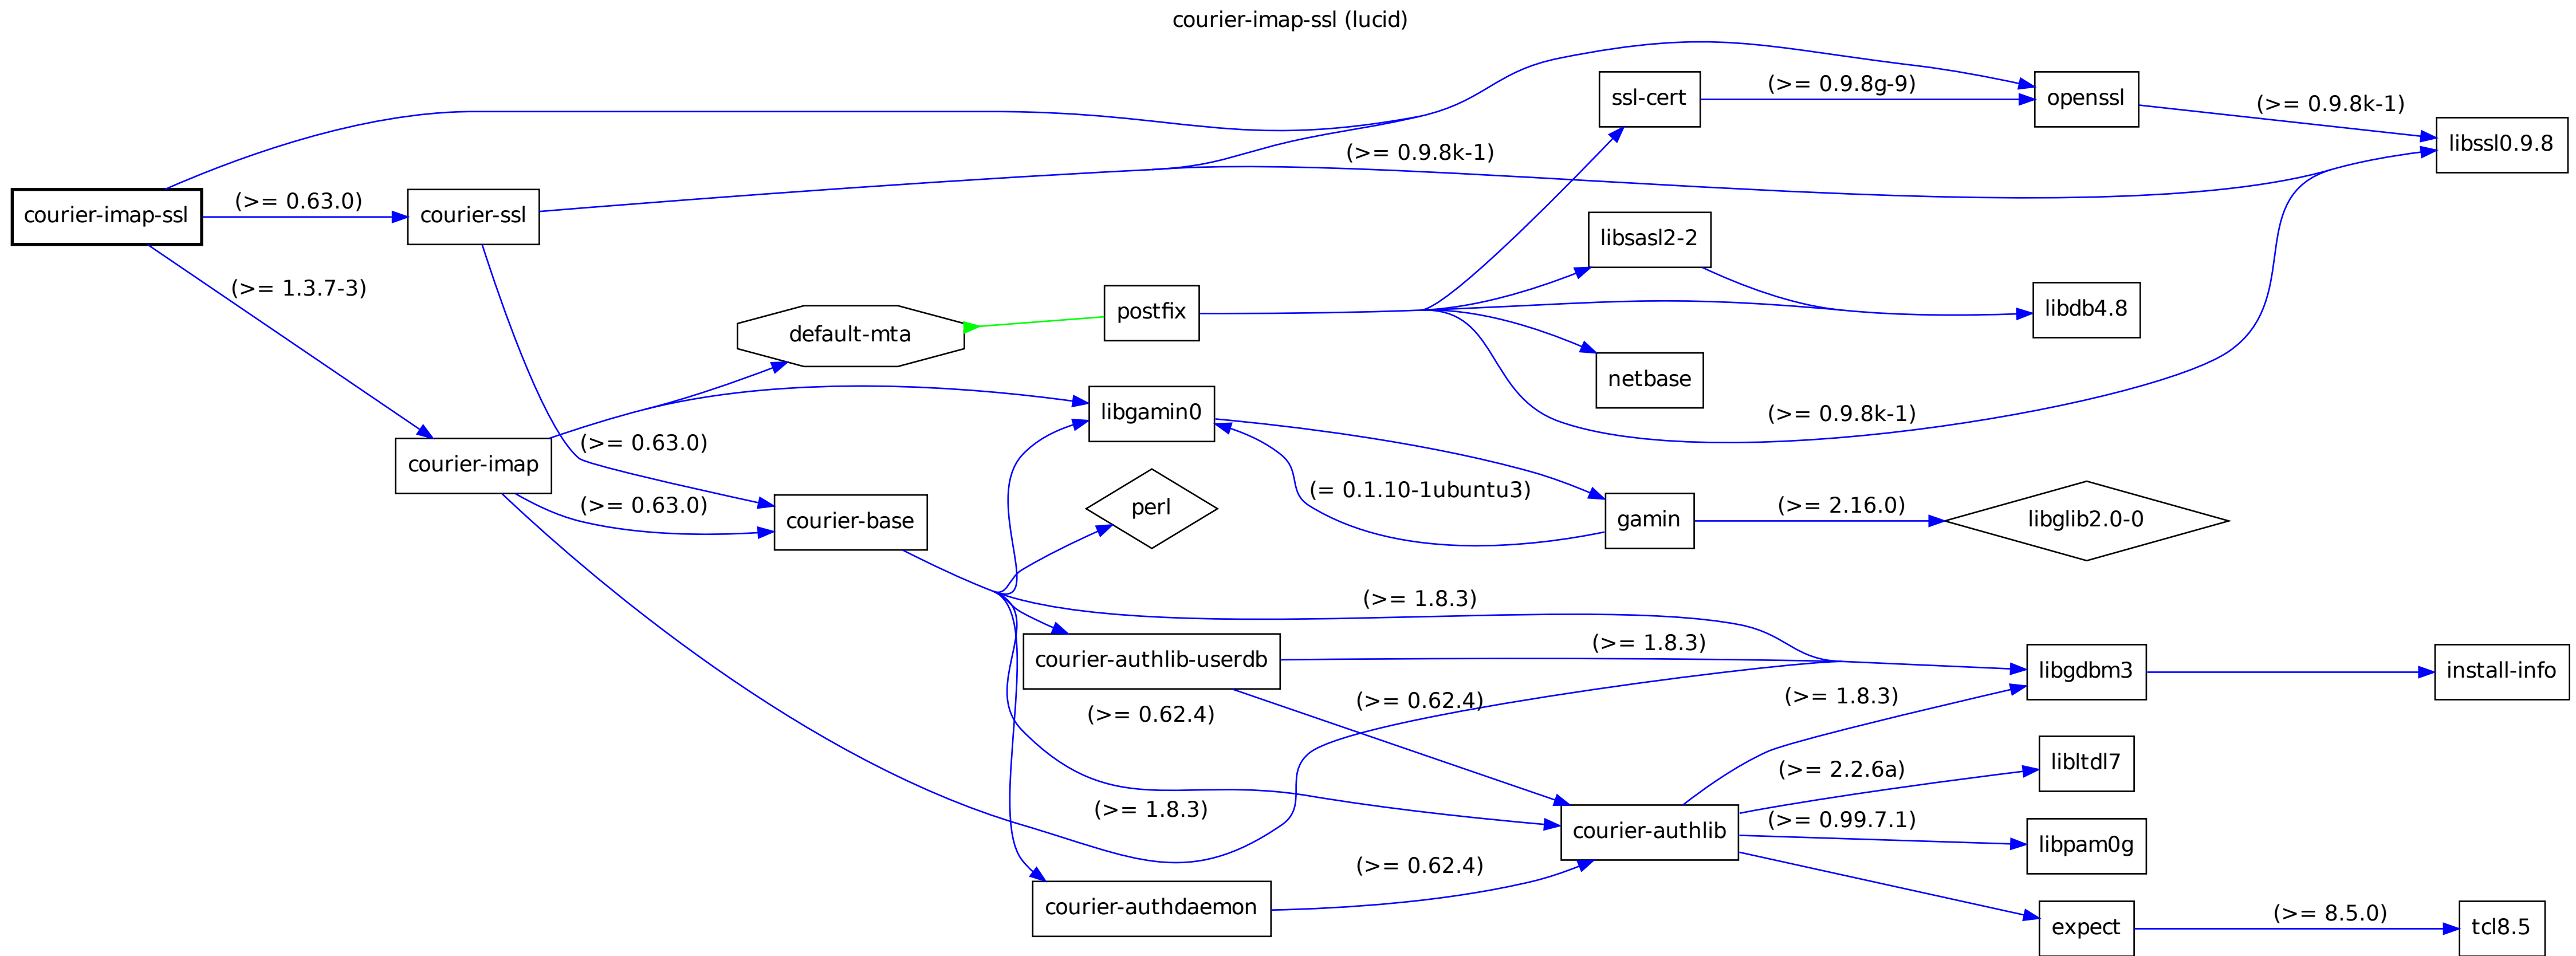 courier-imap-ssl (lucid)
courier-imap-ssl
(>= 0.63.0)
courier-ssl
(>= 1.3.7-3)
(>= 0.9.8k-1)
ssl-cert
(>= 0.9.8g-9)
openssl
(>= 0.9.8k-1)
libssl0.9.8
libsasl2-2
default-mta
postfix
libdb4.8
netbase
(>= 0.9.8k-1)
libgamin0
courier-imap
(>= 0.63.0)
(>= 0.63.0)
courier-base
perl
(= 0.1.10-1ubuntu3)
gamin
(>= 2.16.0)
libglib2.0-0
(>= 1.8.3)
courier-authlib-userdb
(>= 1.8.3)
libgdbm3
install-info
(>= 0.62.4)
(>= 0.62.4)
(>= 1.8.3)
(>= 2.2.6a)
libltdl7
(>= 1.8.3)
courier-authlib
(>= 0.99.7.1)
libpam0g
(>= 0.62.4)
courier-authdaemon
expect
(>= 8.5.0)
tcl8.5